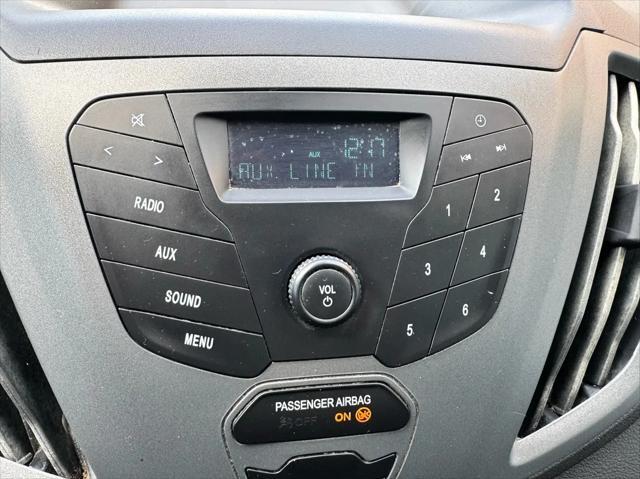 AUX 12:17
AUX LINE IN
RADIO
AUX
SOUND
MENU
VOL
1
2
3
4
5
6
PASSENGER AIRBAG
OFF ON